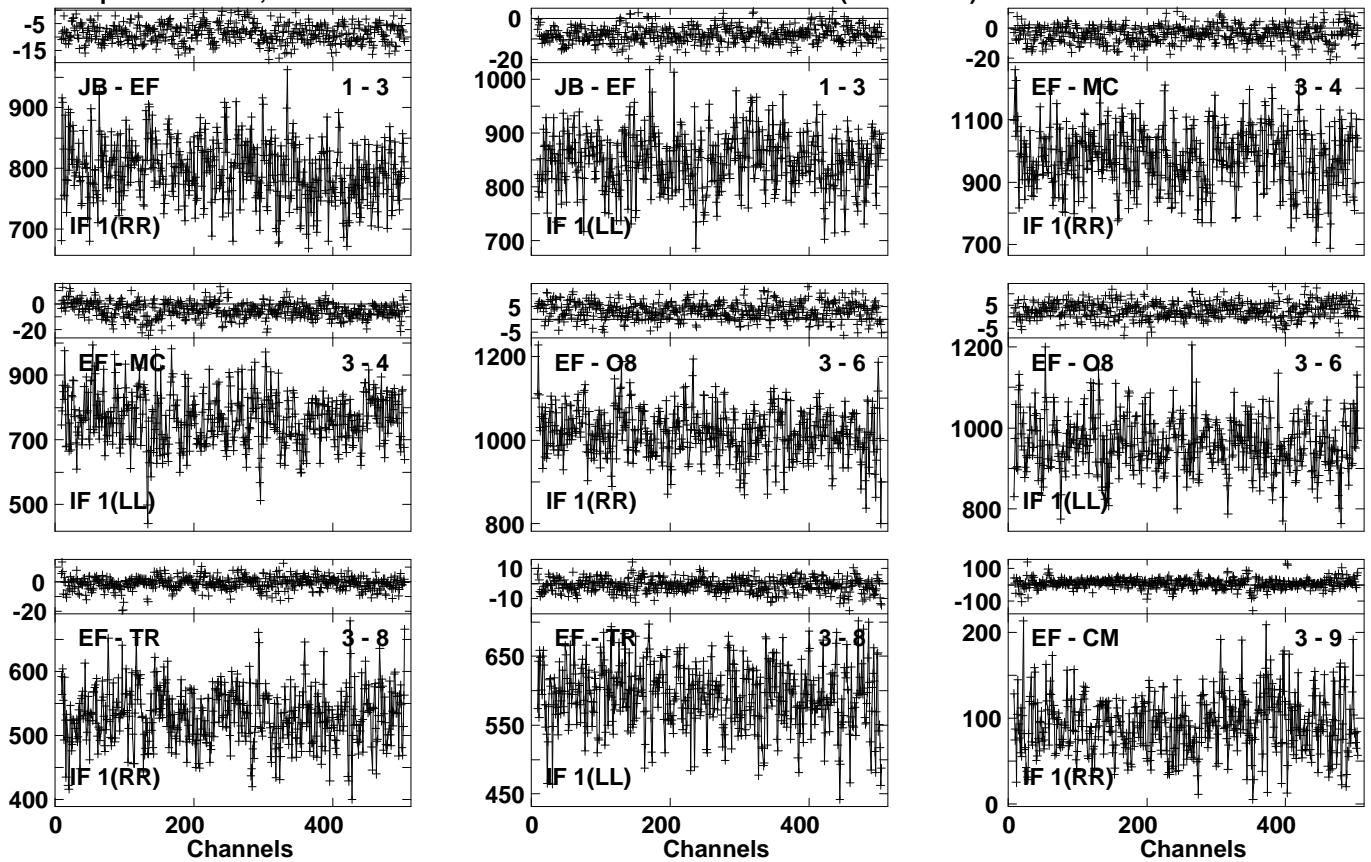 -5
-15
JB - EF
1 - 3
900
800
700
IF 1(RR)
0
-20
1000
JB - EF
1 - 3
900
800
700
IF 1(LL)
0
-20
EF - MC
3 - 4
1100
900
700
IF 1(RR)
0
-20
EF - MC
3 - 4
900
700
500
IF 1(LL)
5
-5
1200
EF - O8
3 - 6
1000
800
IF 1(RR)
5
-5
1200
EF - O8
3 - 6
1000
800
IF 1(LL)
0
-20
EF - TR
3 - 8
600
500
400
IF 1(RR)
0 200 400
Channels
10
-10
EF - TR
3 - 8
650
550
450
IF 1(LL)
0 200 400
Channels
100
-100
200
EF - CM
3 - 9
100
0
IF 1(RR)
0 200 400
Channels